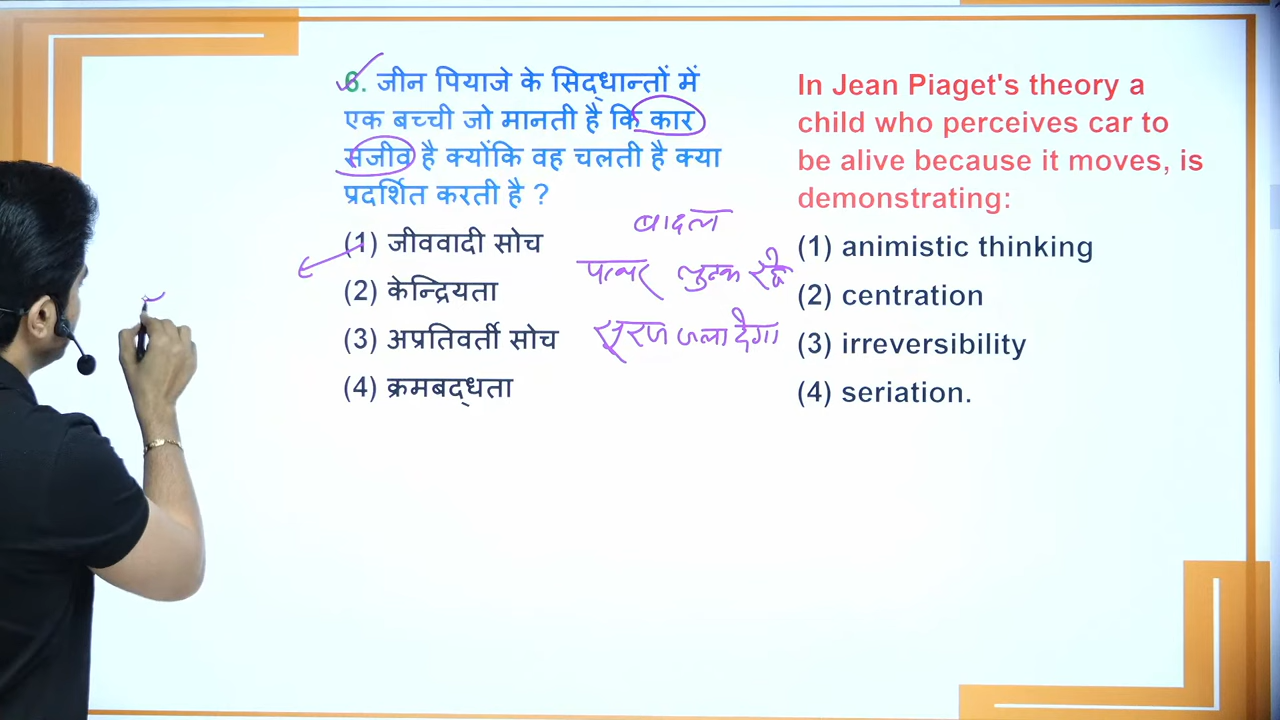 6. जीन पियाजे के सिद्धान्तों में
एक बच्ची जो मानती है कि कार
सजीव है क्योंकि वह चलती है क्या
प्रदर्शित करती है ?
(1) जीववादी सोच
(2) केन्द्रियता
(3) अप्रतिवर्ती सोच
(4) क्रमबद्धता
बादल
पत्थर लुढ़क रहे
सूरज जला देगा
In Jean Piaget's theory a
child who perceives car to
be alive because it moves, is
demonstrating:
(1) animistic thinking
(2) centration
(3) irreversibility
(4) seriation.